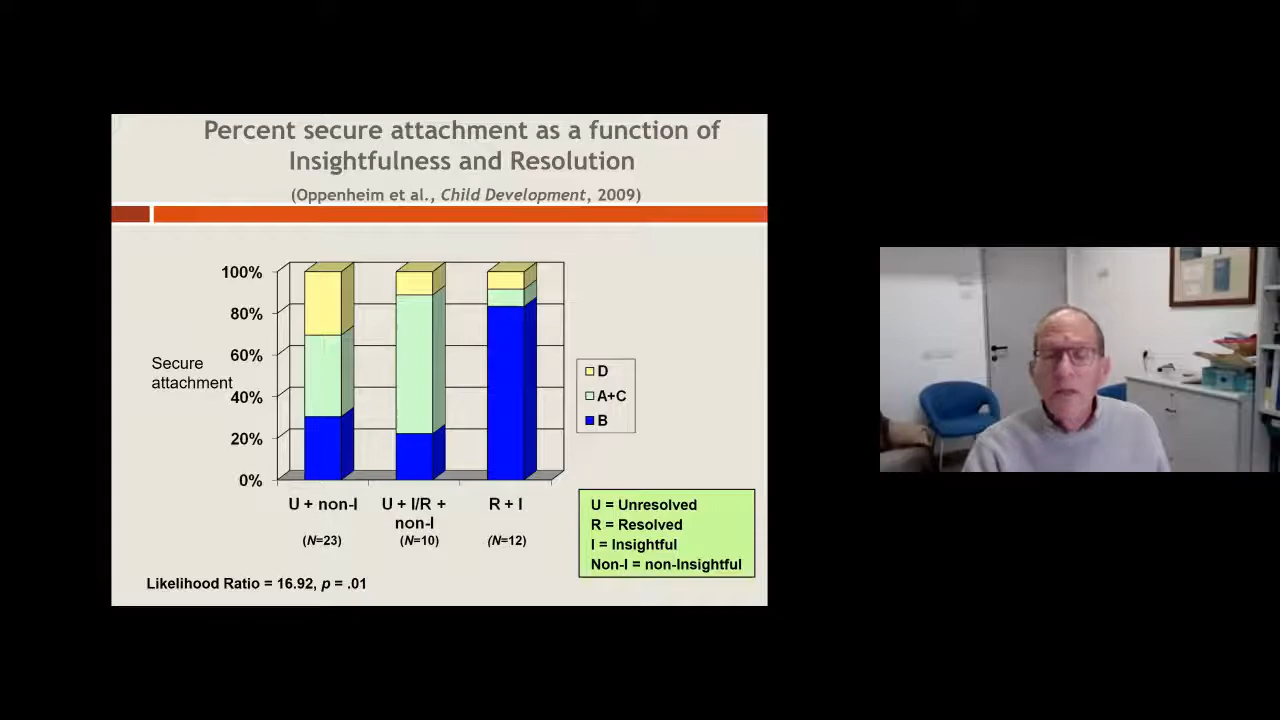 Percent secure attachment as a function of
Insightfulness and Resolution
(Oppenheim et al., Child Development, 2009)
100%
80%
60%
40%
20%
0%
Secure
attachment
U + non-I
(N=23)
U + I/R +
non-I
(N=10)
R + I
(N=12)
D
A+C
B
U = Unresolved
R = Resolved
I = Insightful
Non-I = non-Insightful
Likelihood Ratio = 16.92, p = .01